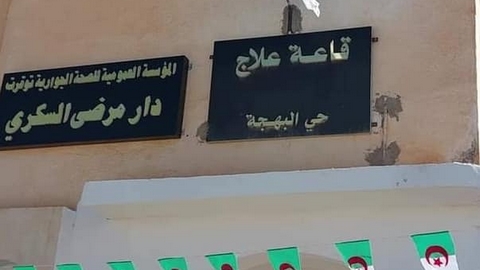 قاعة علاج
حي البهجة
المؤسسة العمومية للصحة الجوارية توقرت
دار مرضى السكري